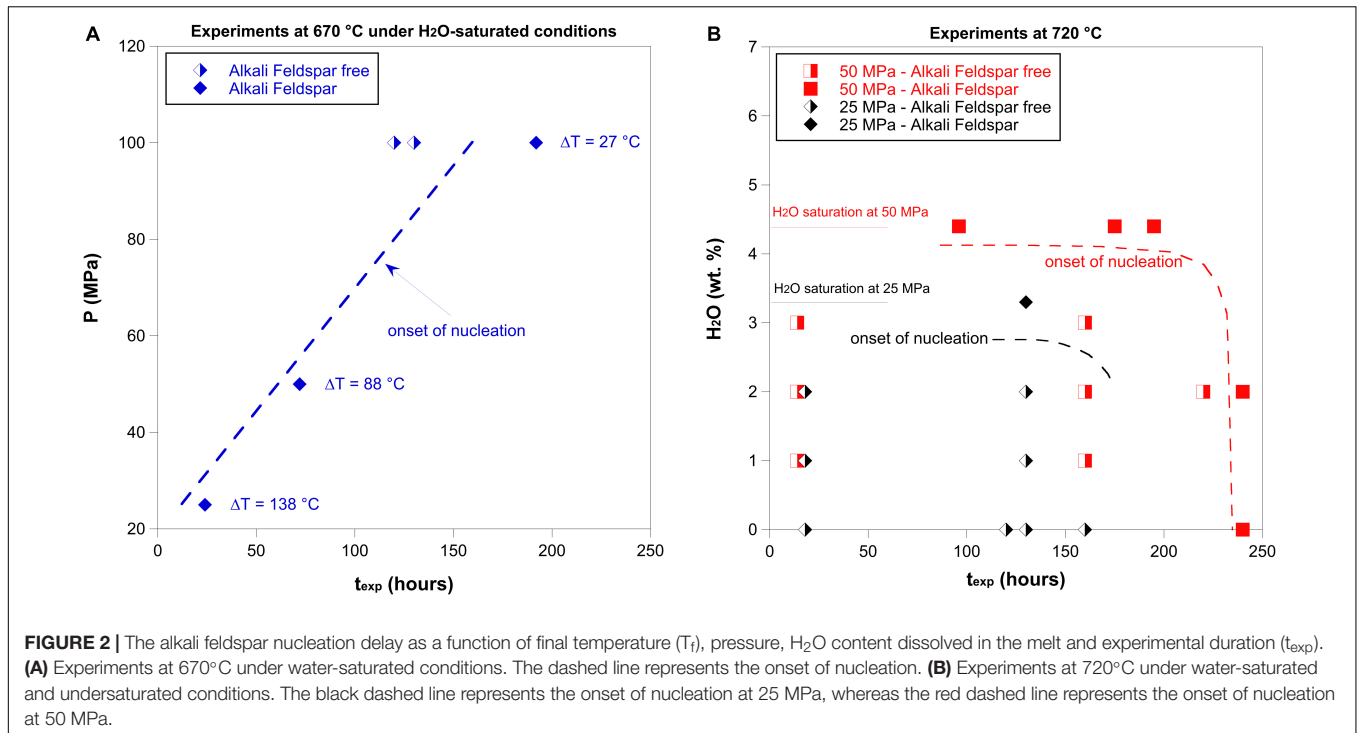 A
Experiments at 670 °C under H2O-saturated conditions
120
100
80
60
40
20
P (MPa)
Alkali Feldspar free
Alkali Feldspar
ΔT = 27 °C
onset of nucleation
ΔT = 88 °C
ΔT = 138 °C
0 50 100 150 200 250
texp (hours)
B
Experiments at 720 °C
7
6
5
4
3
2
1
0
H2O (wt. %)
50 MPa - Alkali Feldspar free
50 MPa - Alkali Feldspar
25 MPa - Alkali Feldspar free
25 MPa - Alkali Feldspar
H2O saturation at 50 MPa
onset of nucleation
H2O saturation at 25 MPa
onset of nucleation
0 50 100 150 200 250
texp (hours)
FIGURE 2 | The alkali feldspar nucleation delay as a function of final temperature (Tf), pressure, H2O content dissolved in the melt and experimental duration (texp).
(A) Experiments at 670°C under water-saturated conditions. The dashed line represents the onset of nucleation. (B) Experiments at 720°C under water-saturated
and undersaturated conditions. The black dashed line represents the onset of nucleation at 25 MPa, whereas the red dashed line represents the onset of nucleation
at 50 MPa.